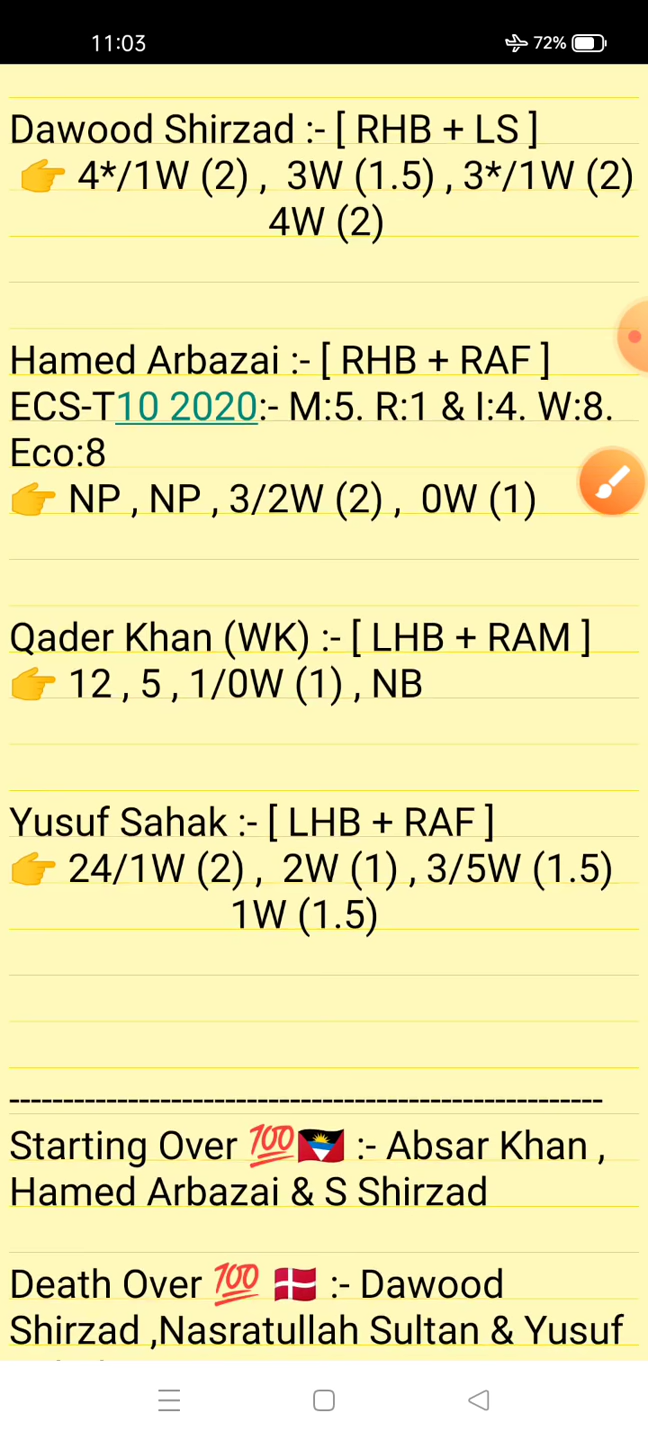 11:03
72%
Dawood Shirzad :- [ RHB + LS ]
👉 4*/1W (2) , 3W (1.5) , 3*/1W (2)
4W (2)
Hamed Arbazai :- [ RHB + RAF ]
ECS-T10 2020:- M:5. R:1 & I:4. W:8.
Eco:8
👉 NP , NP , 3/2W (2) , 0W (1)
Qader Khan (WK) :- [ LHB + RAM ]
👉 12 , 5 , 1/0W (1) , NB
Yusuf Sahak :- [ LHB + RAF ]
👉 24/1W (2) , 2W (1) , 3/5W (1.5)
1W (1.5)
-------------------------------------------------------
Starting Over 💯🇦🇬 :- Absar Khan ,
Hamed Arbazai & S Shirzad
Death Over 💯 🇩🇰 :- Dawood
Shirzad ,Nasratullah Sultan & Yusuf